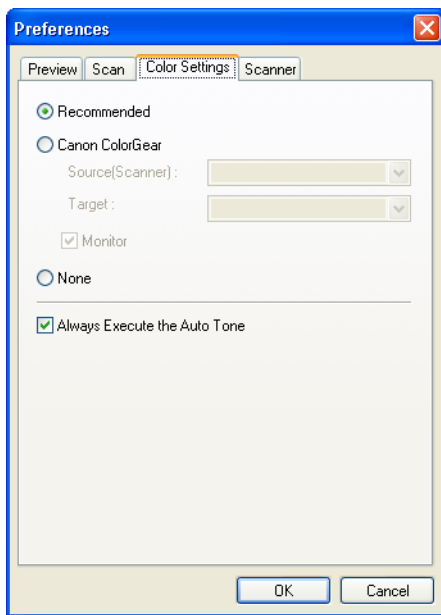 Preferences
Preview Scan Color Settings Scanner
Recommended
Canon ColorGear
Source(Scanner) :
Target :
Monitor
None
Always Execute the Auto Tone
OK Cancel